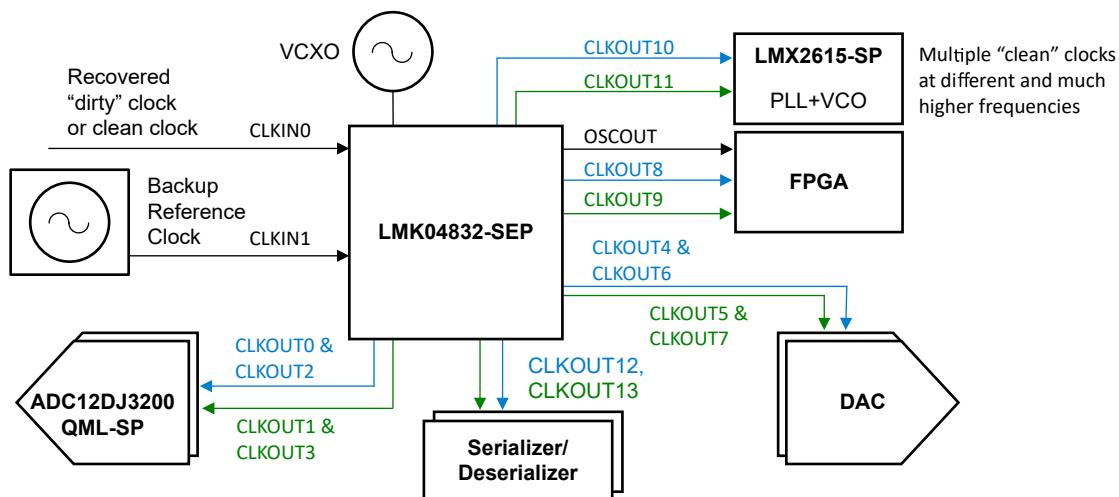 VCXO
Recovered
“dirty” clock
or clean clock
CLKIN0
Backup
Reference
Clock
CLKIN1
LMK04832-SEP
CLKOUT10
CLKOUT11
LMX2615-SP
PLL+VCO
Multiple “clean” clocks
at different and much
higher frequencies
OSCOUT
CLKOUT8
CLKOUT9
FPGA
CLKOUT4 &
CLKOUT6
CLKOUT5 &
CLKOUT7
DAC
CLKOUT0 &
CLKOUT2
CLKOUT1 &
CLKOUT3
ADC12DJ3200
QML-SP
CLKOUT12,
CLKOUT13
Serializer/
Deserializer